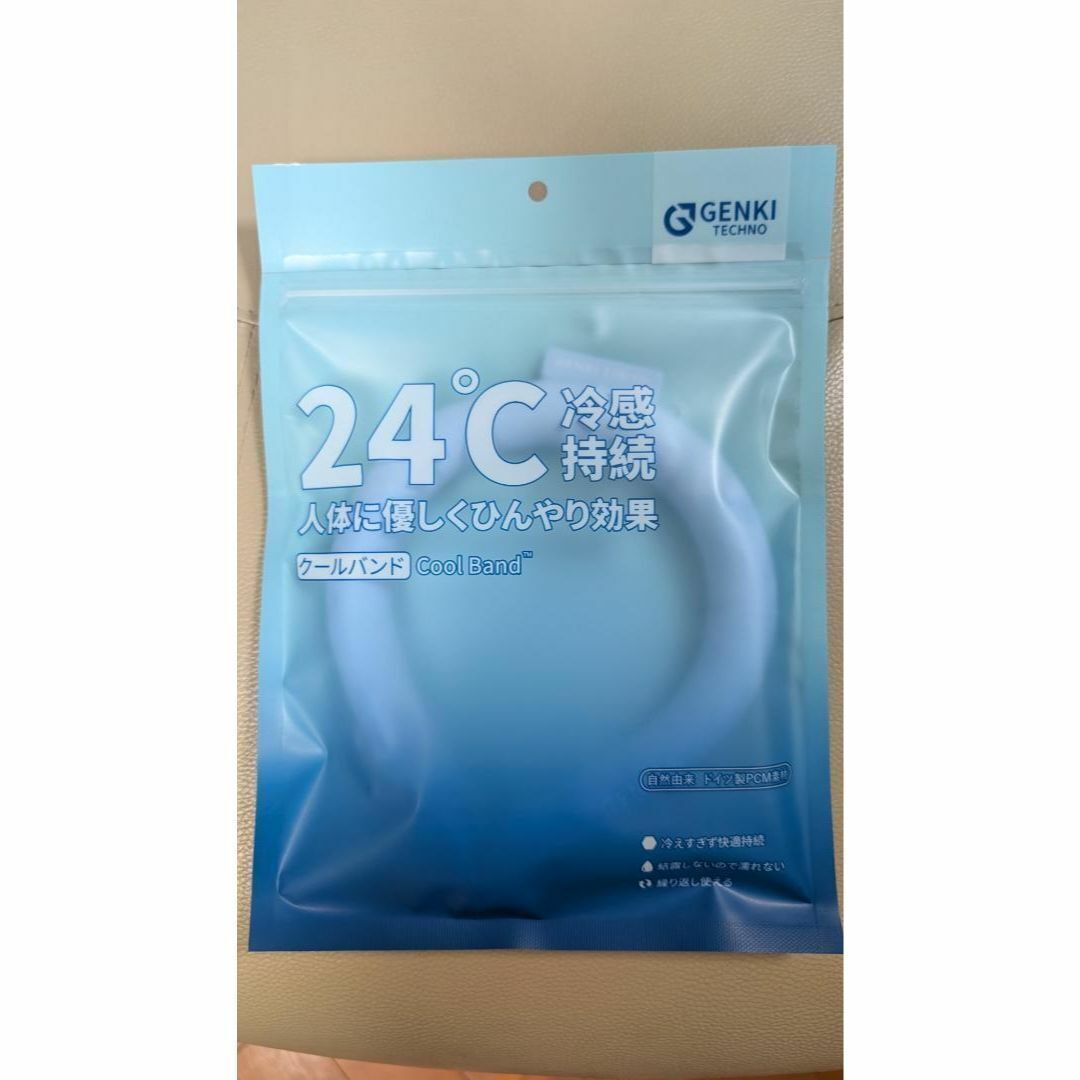 GENKI
TECHNO
24℃ 冷感
持続
人体に優しくひんやり効果
クールバンド Cool Band™
自然由来 ドイツ製PCM素材
冷えすぎず快適持続
結露しないので濡れない
繰り返し使える